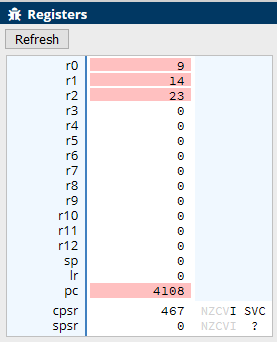 Registers
Refresh
r0 9
r1 14
r2 23
r3 0
r4 0
r5 0
r6 0
r7 0
r8 0
r9 0
r10 0
r11 0
r12 0
sp 0
lr 0
pc 4108
cpsr 467 NZCVI SVC
spsr 0 NZCVI ?